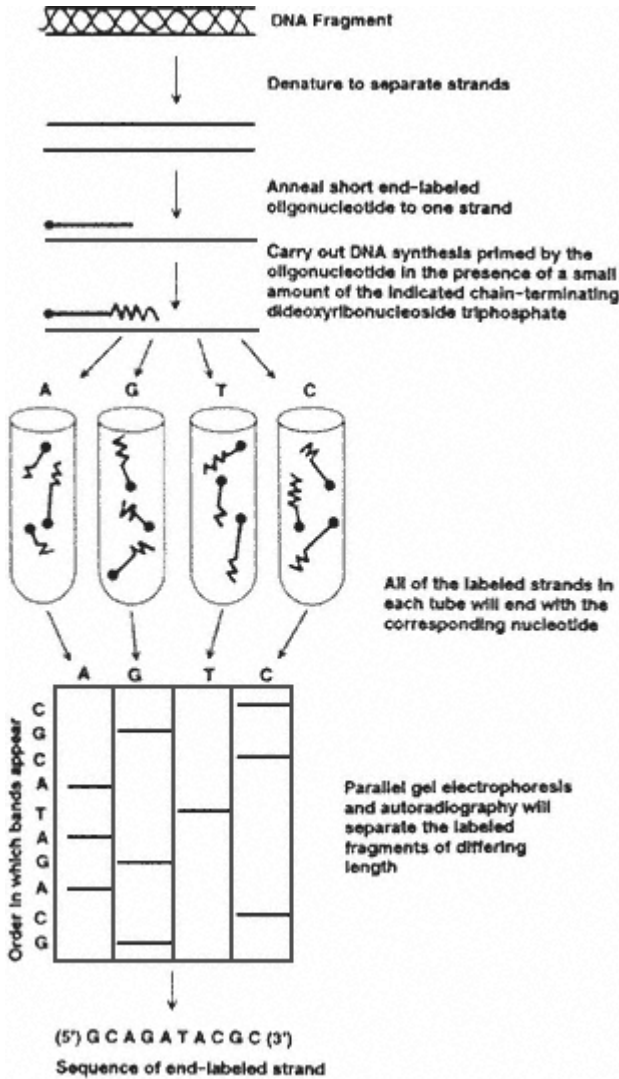 DNA Fragment
Denature to separate strands
Anneal short end-labeled
oligonucleotide to one strand
Carry out DNA synthesis primed by the
oligonucleotide in the presence of a small
amount of the indicated chain-terminating
dideoxyribonucleoside triphosphate
A G T C
All of the labeled strands in
each tube will end with the
corresponding nucleotide
A G T C
Order in which bands appear
C
G
C
A
T
A
G
A
C
G
Parallel gel electrophoresis
and autoradiography will
separate the labeled
fragments of differing
length
(5') G C A G A T A C G C (3')
Sequence of end-labeled strand